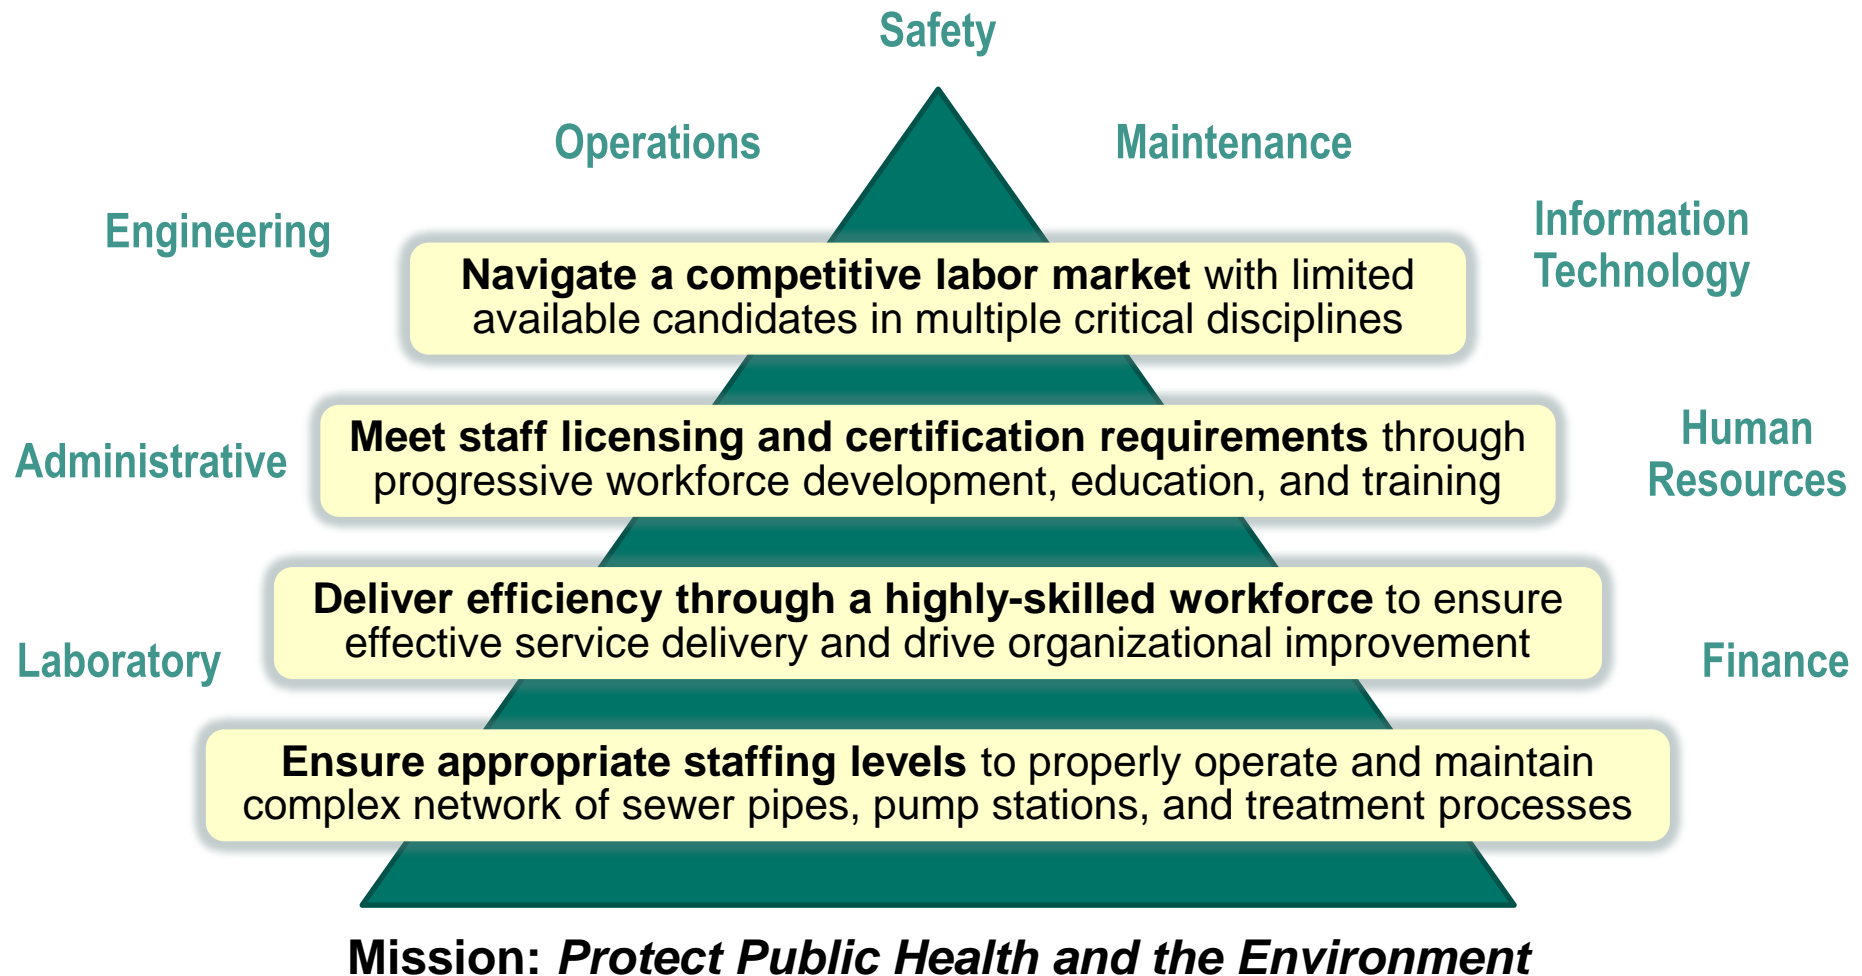 Safety
Operations
Maintenance
Engineering
Information
Technology
Navigate a competitive labor market with limited
available candidates in multiple critical disciplines
Administrative
Meet staff licensing and certification requirements through
progressive workforce development, education, and training
Human
Resources
Laboratory
Deliver efficiency through a highly-skilled workforce to ensure
effective service delivery and drive organizational improvement
Finance
Ensure appropriate staffing levels to properly operate and maintain
complex network of sewer pipes, pump stations, and treatment processes
Mission: Protect Public Health and the Environment